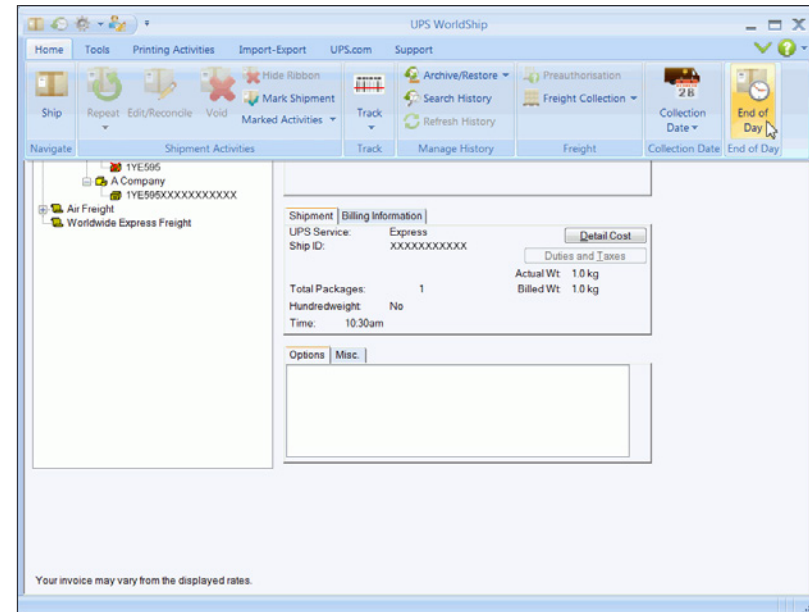 UPS WorldShip
Home Tools Printing Activities Import-Export UPS.com Support
Ship
Repeat
Edit/Reconcile
Void
Hide Ribbon
Mark Shipment
Marked Activities
Track
Archive/Restore
Search History
Refresh History
Preauthorisation
Freight Collection
28
Collection
Date
End of
Day
Navigate Shipment Activities Track Manage History Freight Collection Date End of Day
1YE595
A Company
1YE595XXXXXXXXXXX
Air Freight
Worldwide Express Freight
Shipment Billing Information
UPS Service: Express
Detail Cost
Ship ID: XXXXXXXXXXX
Duties and Taxes
Actual Wt 1.0 kg
Total Packages: 1 Billed Wt 1.0 kg
Hundredweight: No
Time: 10:30am
Options Misc.
Your invoice may vary from the displayed rates.